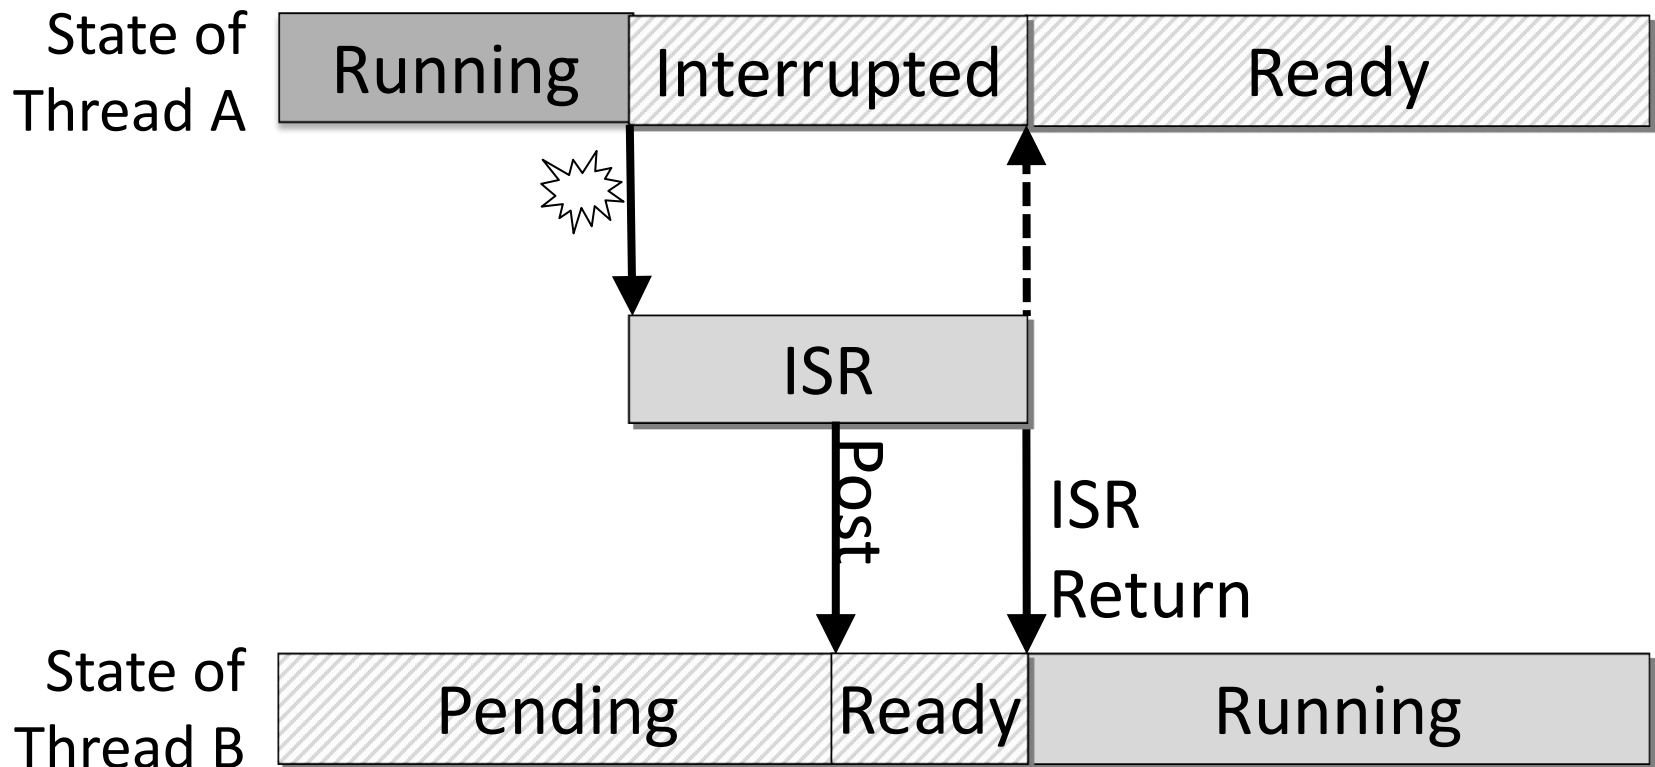 State of
Thread A
Running
Interrupted
Ready
ISR
Post
ISR
Return
State of
Thread B
Pending
Ready
Running